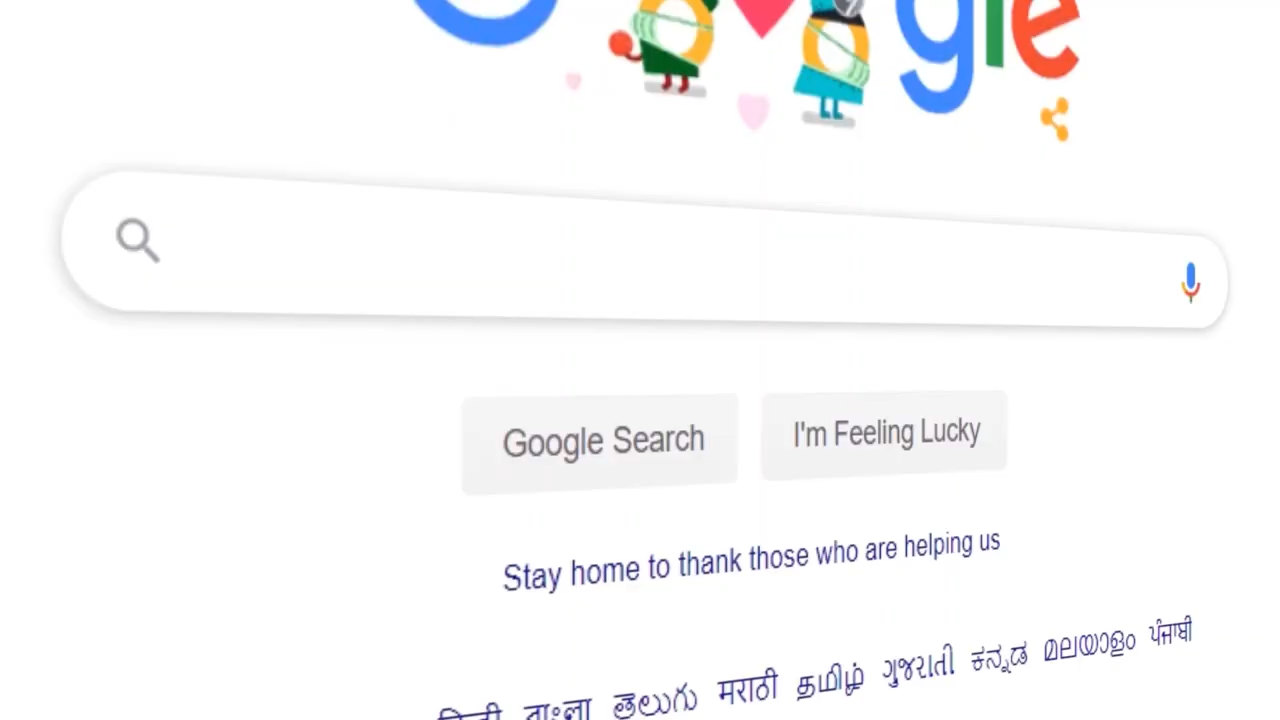 Google
Google Search I'm Feeling Lucky
Stay home to thank those who are helping us
हिन्दी বাংলা తెలుగు मराठी தமிழ் ગુજરાતી ಕನ್ನಡ മലയാളം ਪੰਜਾਬੀ